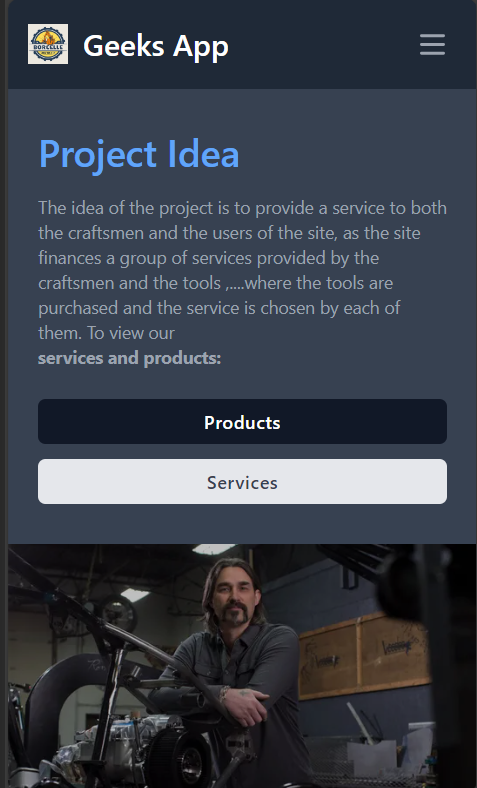 BORCELLE
Geeks App
Project Idea
The idea of the project is to provide a service to both
the craftsmen and the users of the site, as the site
finances a group of services provided by the
craftsmen and the tools ,....where the tools are
purchased and the service is chosen by each of
them. To view our
services and products:
Products
Services